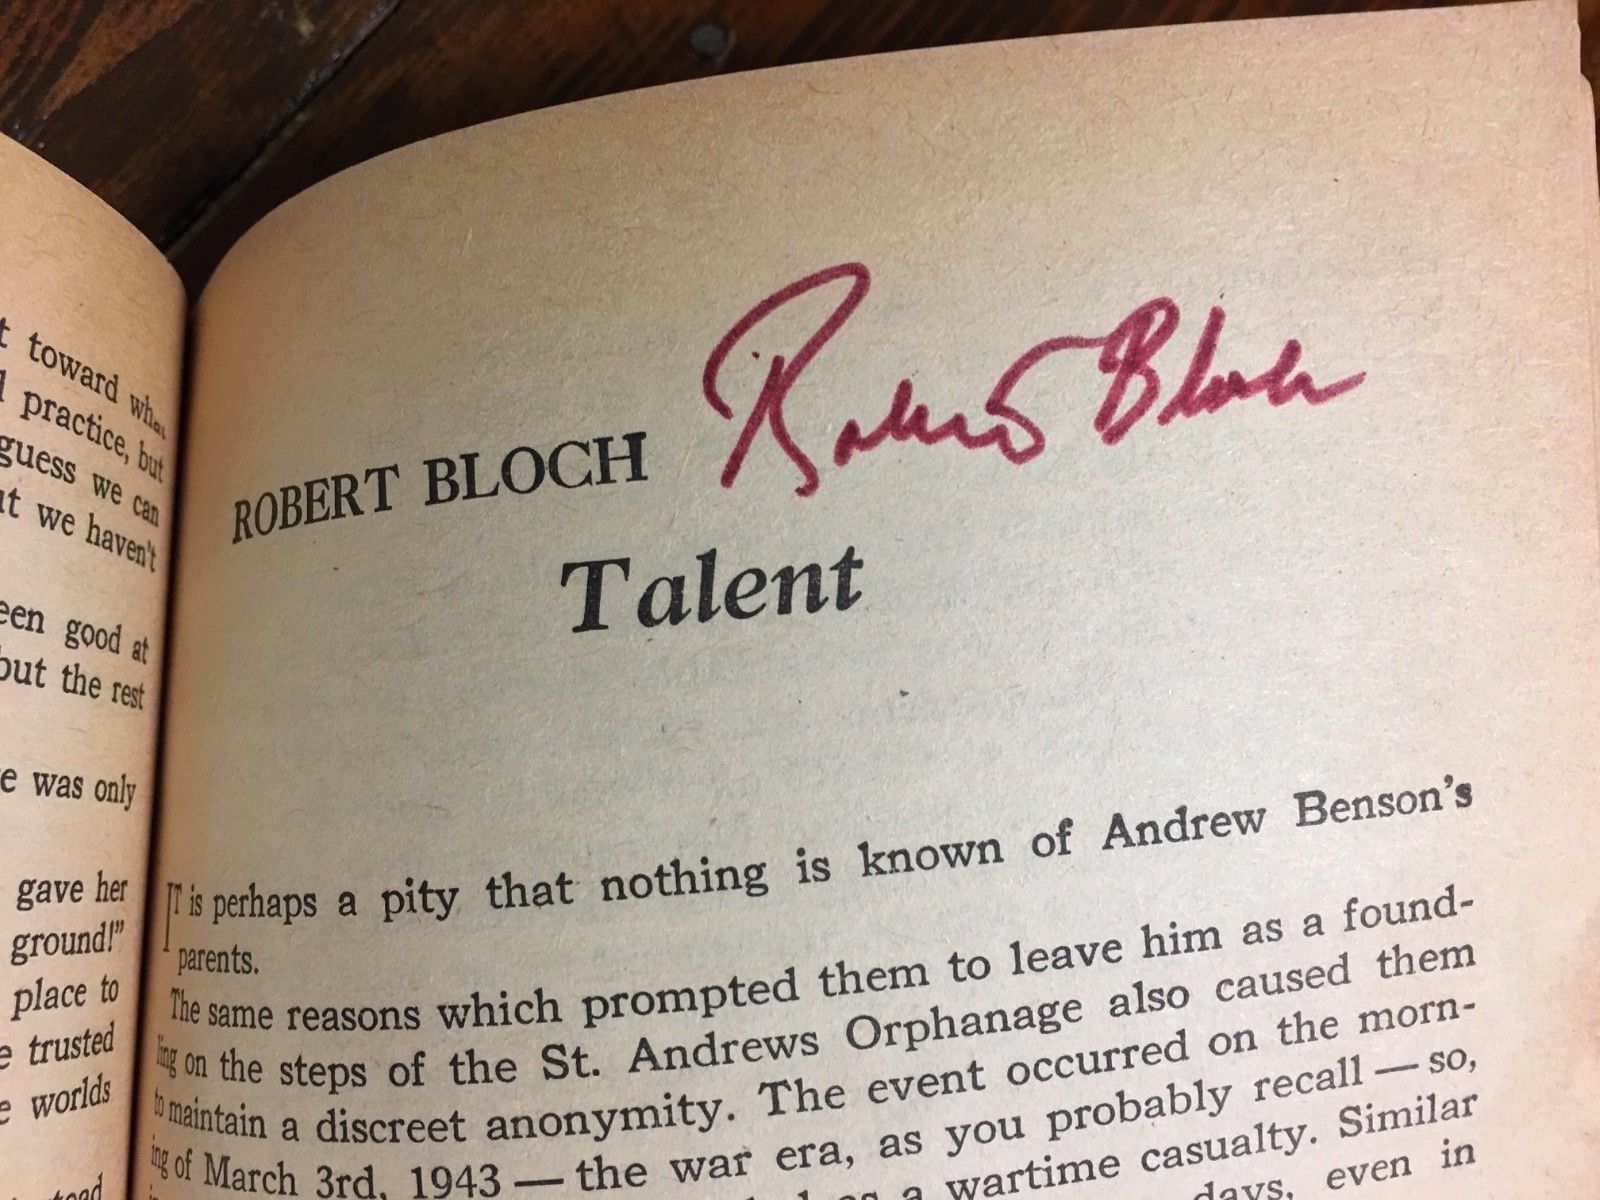 t toward what
practice, but
guess we can
t we haven't
een good at
but the rest
e was only
gave her
ground!"
place to
e trusted
e worlds
ROBERT BLOCH
Robert Bloch
Talent
IT is perhaps a pity that nothing is known of Andrew Benson's
parents.
The same reasons which prompted them to leave him as a found-
ling on the steps of the St. Andrews Orphanage also caused them
to maintain a discreet anonymity. The event occurred on the morn-
ing of March 3rd, 1943 — the war era, as you probably recall — so,
as a wartime casualty. Similar
days, even in